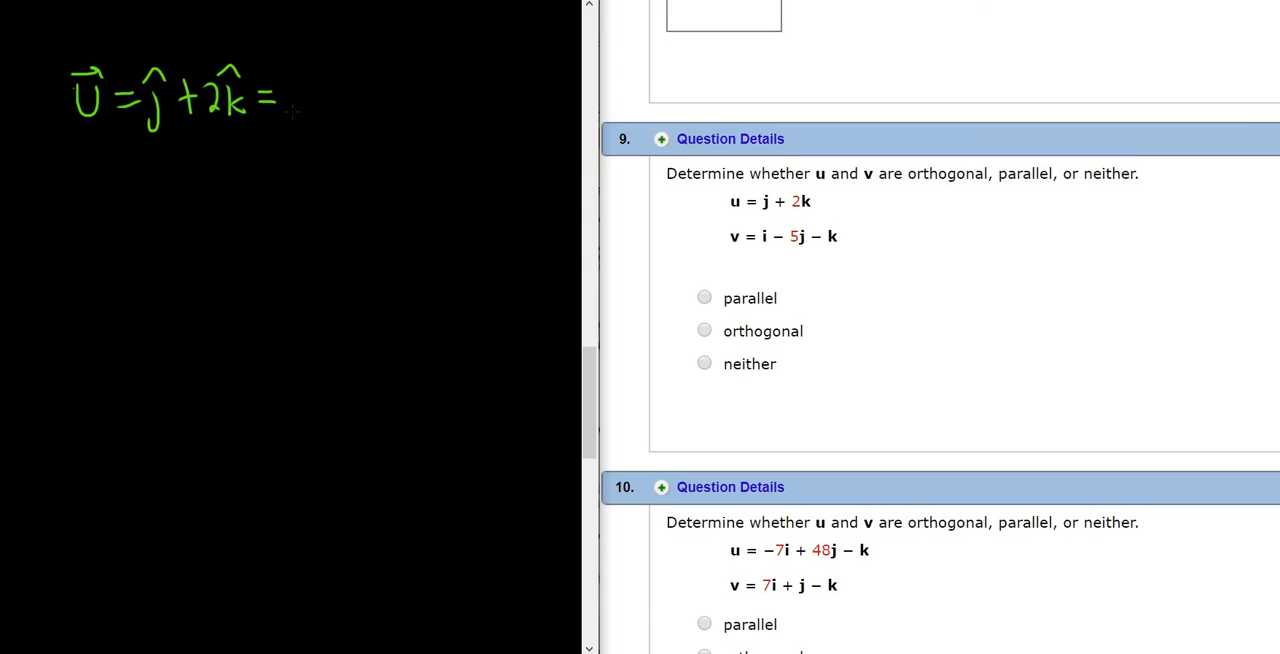 U⃗ = ĵ + 2k̂ =
9. Question Details
Determine whether u and v are orthogonal, parallel, or neither.
u = j + 2k
v = i − 5j − k
parallel
orthogonal
neither
10. Question Details
Determine whether u and v are orthogonal, parallel, or neither.
u = −7i + 48j − k
v = 7i + j − k
parallel